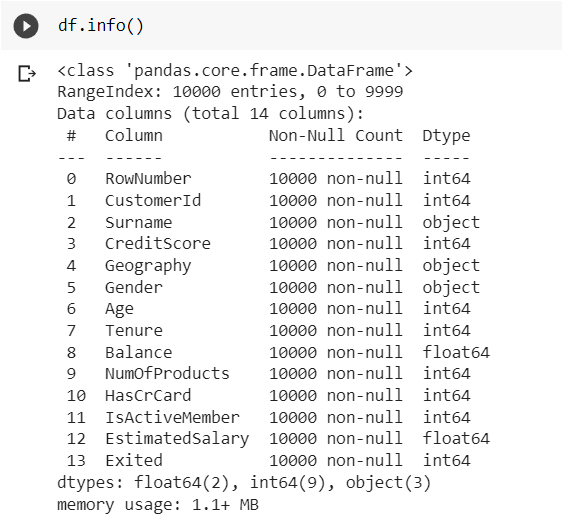 df.info()
<class 'pandas.core.frame.DataFrame'>
RangeIndex: 10000 entries, 0 to 9999
Data columns (total 14 columns):
 #   Column           Non-Null Count  Dtype
---  ------           --------------  -----
 0   RowNumber        10000 non-null  int64
 1   CustomerId       10000 non-null  int64
 2   Surname          10000 non-null  object
 3   CreditScore      10000 non-null  int64
 4   Geography        10000 non-null  object
 5   Gender           10000 non-null  object
 6   Age              10000 non-null  int64
 7   Tenure           10000 non-null  int64
 8   Balance          10000 non-null  float64
 9   NumOfProducts    10000 non-null  int64
 10  HasCrCard        10000 non-null  int64
 11  IsActiveMember   10000 non-null  int64
 12  EstimatedSalary  10000 non-null  float64
 13  Exited           10000 non-null  int64
dtypes: float64(2), int64(9), object(3)
memory usage: 1.1+ MB